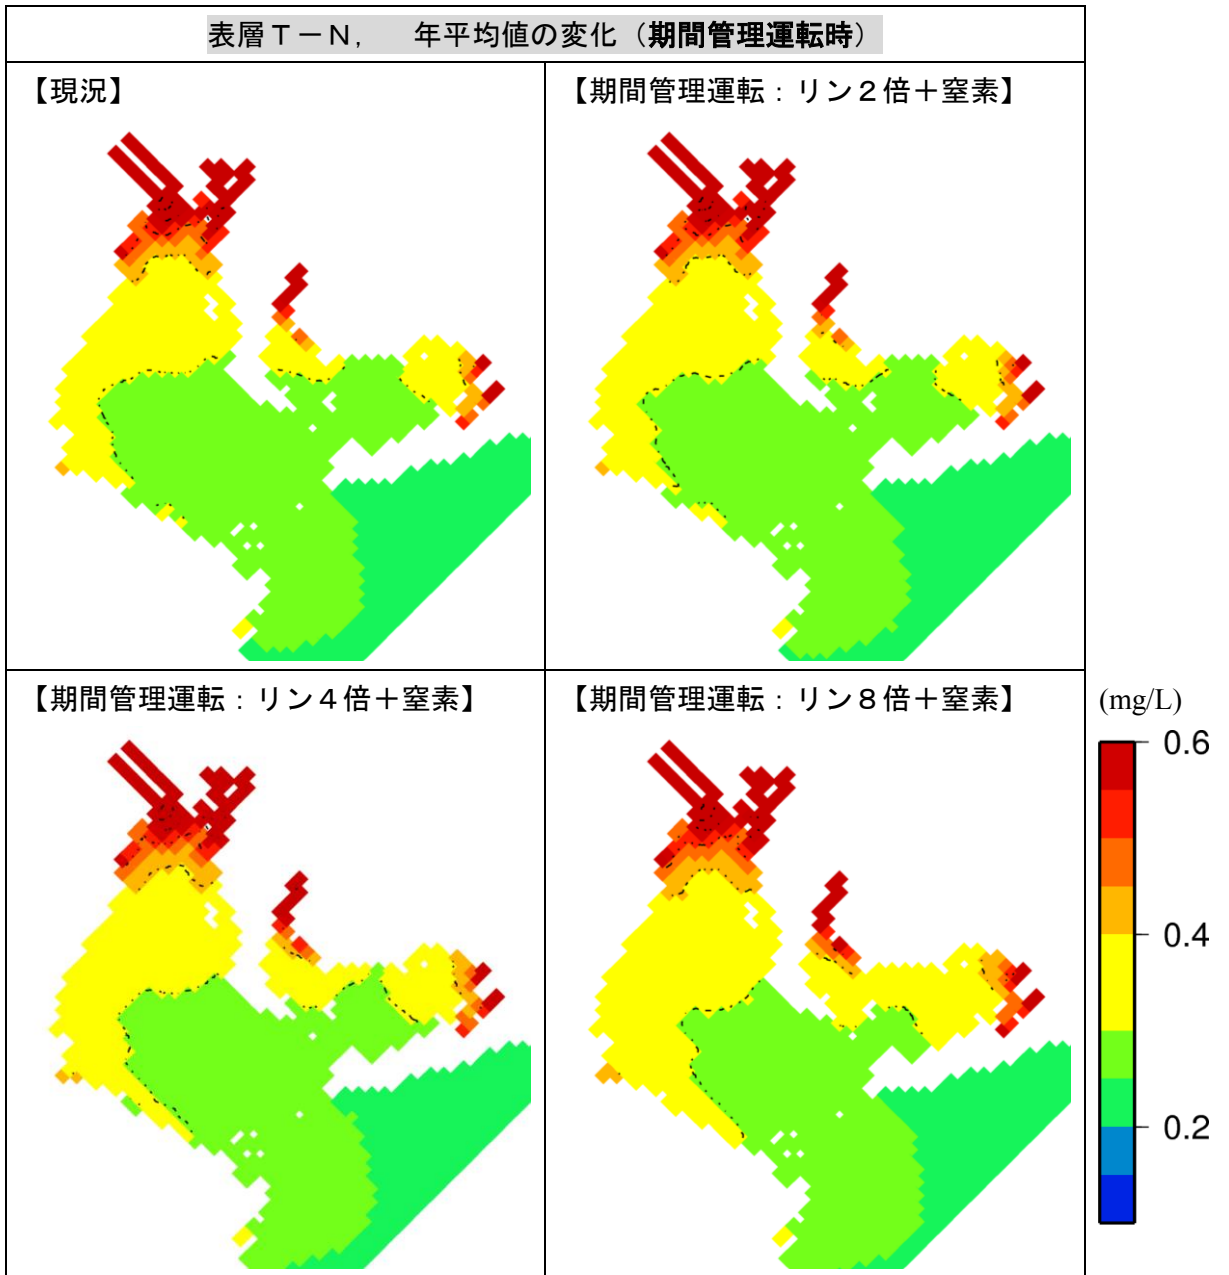 表層Ｔ－Ｎ，　年平均値の変化（期間管理運転時）
【現況】
【期間管理運転：リン２倍＋窒素】
【期間管理運転：リン４倍＋窒素】
【期間管理運転：リン８倍＋窒素】
(mg/L)
0.6
0.4
0.2